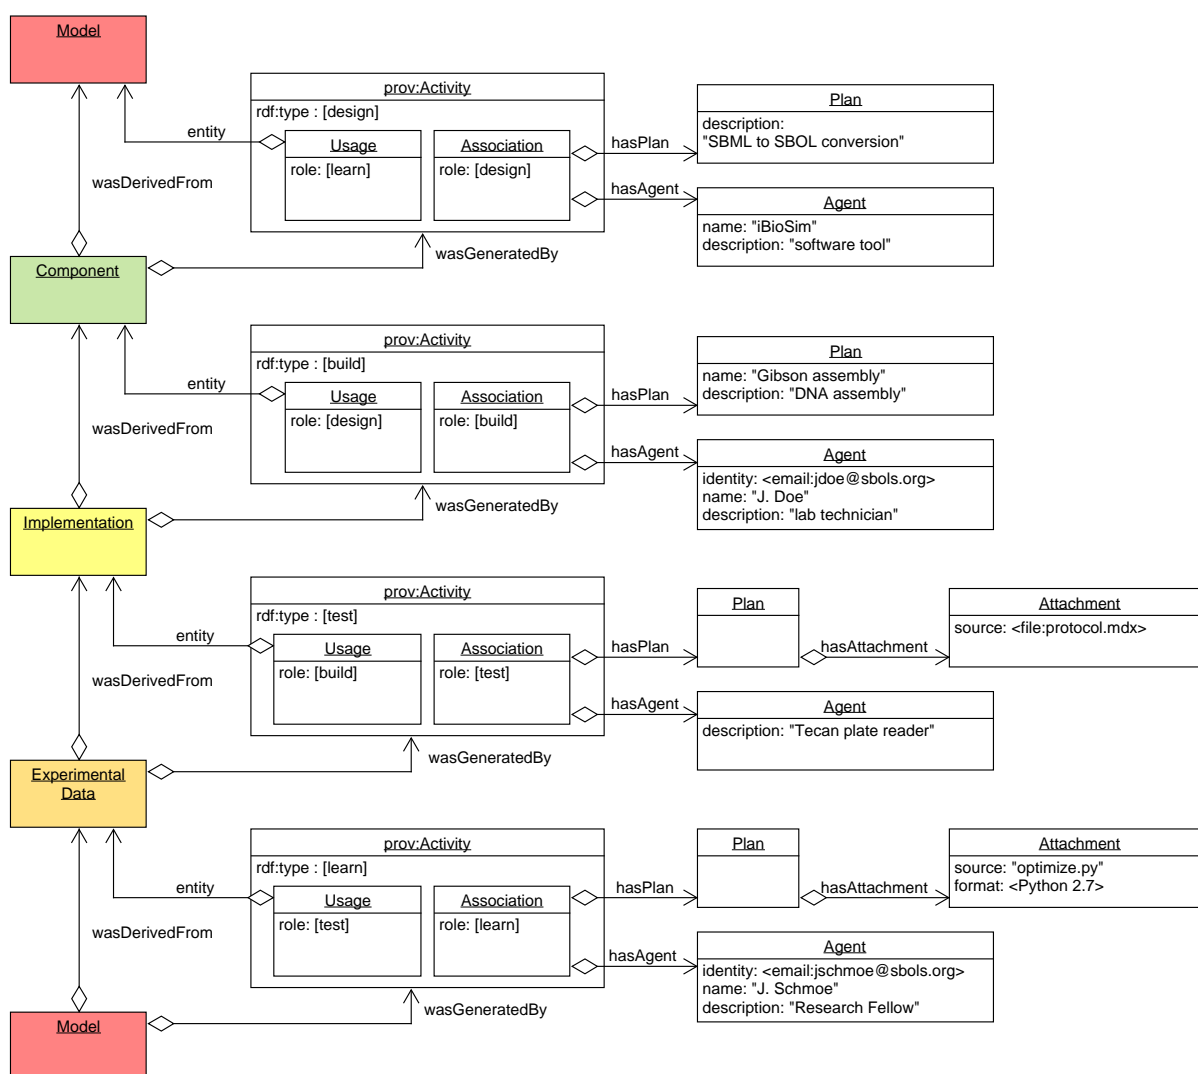 Model
prov:Activity
rdf:type : [design]
Usage
role: [learn]
Association
role: [design]
entity
wasDerivedFrom
hasPlan
Plan
description:
"SBML to SBOL conversion"
hasAgent
Agent
name: "iBioSim"
description: "software tool"
wasGeneratedBy
Component
prov:Activity
rdf:type : [build]
Usage
role: [design]
Association
role: [build]
entity
wasDerivedFrom
hasPlan
Plan
name: "Gibson assembly"
description: "DNA assembly"
hasAgent
Agent
identity: <email:jdoe@sbols.org>
name: "J. Doe"
description: "lab technician"
wasGeneratedBy
Implementation
prov:Activity
rdf:type : [test]
Usage
role: [build]
Association
role: [test]
entity
wasDerivedFrom
hasPlan
Plan
hasAttachment
Attachment
source: <file:protocol.mdx>
hasAgent
Agent
description: "Tecan plate reader"
wasGeneratedBy
Experimental
Data
prov:Activity
rdf:type : [learn]
Usage
role: [test]
Association
role: [learn]
entity
wasDerivedFrom
hasPlan
Plan
hasAttachment
Attachment
source: "optimize.py"
format: <Python 2.7>
hasAgent
Agent
identity: <email:jschmoe@sbols.org>
name: "J. Schmoe"
description: "Research Fellow"
wasGeneratedBy
Model